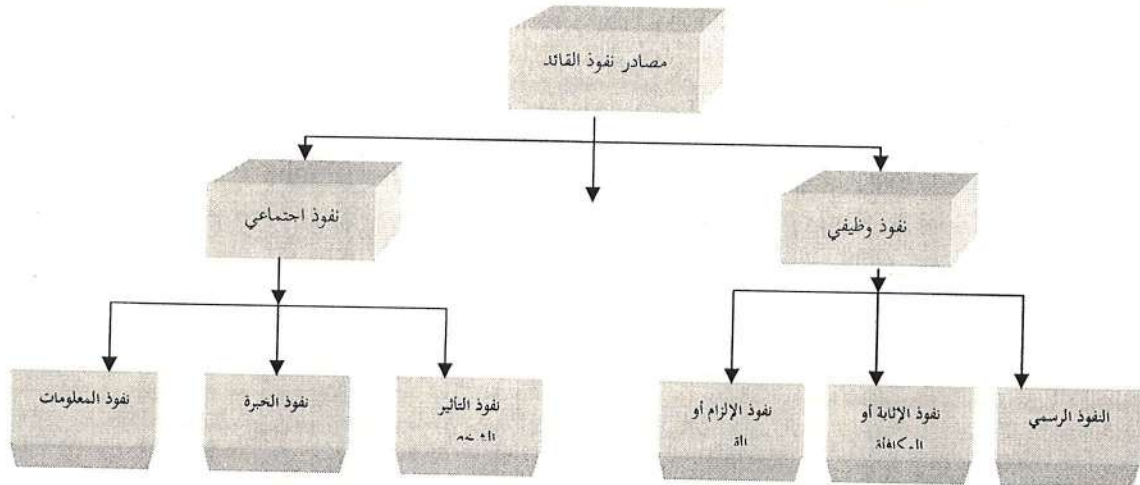 مصادر نفوذ القائد
نفوذ وظيفي
نفوذ اجتماعي
النفوذ الرسمي
نفوذ الإثابة أو
المكافأة
نفوذ الإلزام أو
نفوذ التأثير
نفوذ الخبرة
نفوذ المعلومات